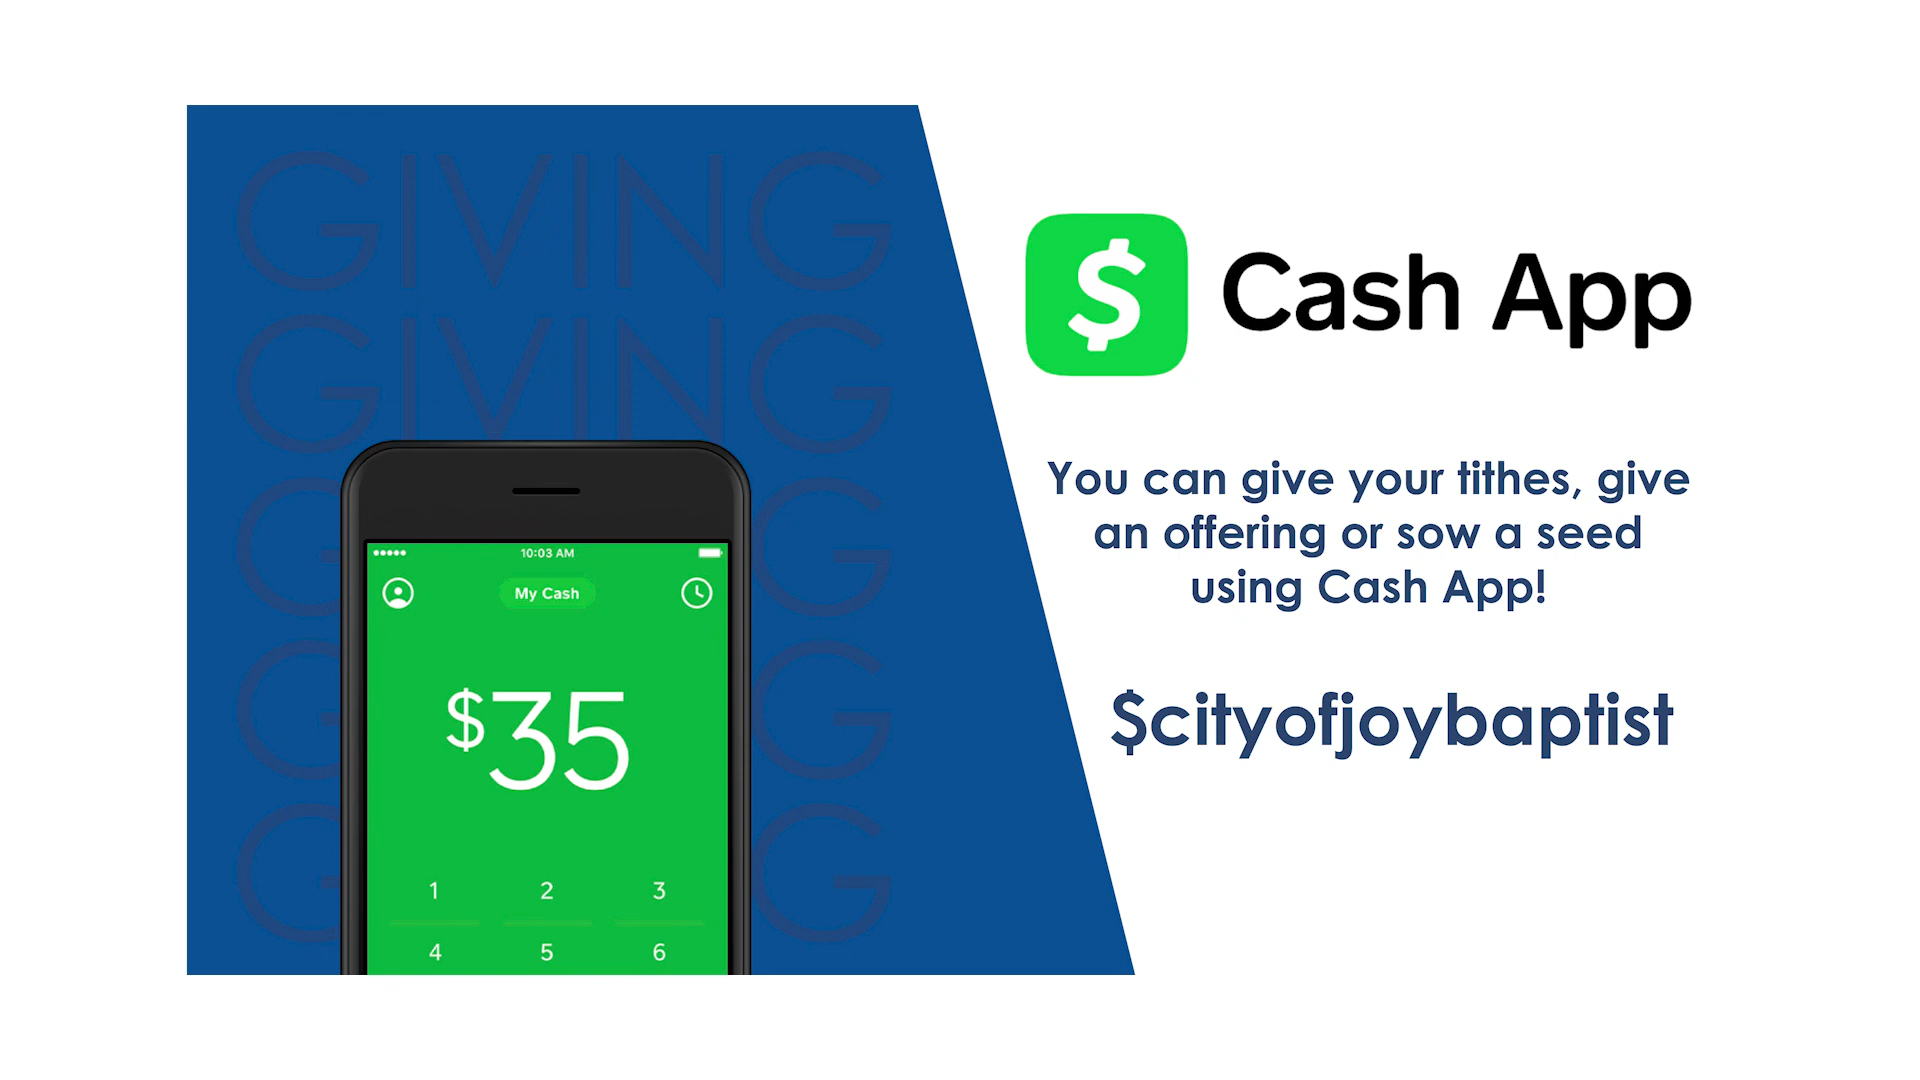 GIVING
GIVING
G G
G G
G G
10:03 AM
My Cash
$35
1 2 3
4 5 6
$ Cash App
You can give your tithes, give
an offering or sow a seed
using Cash App!
$cityofjoybaptist